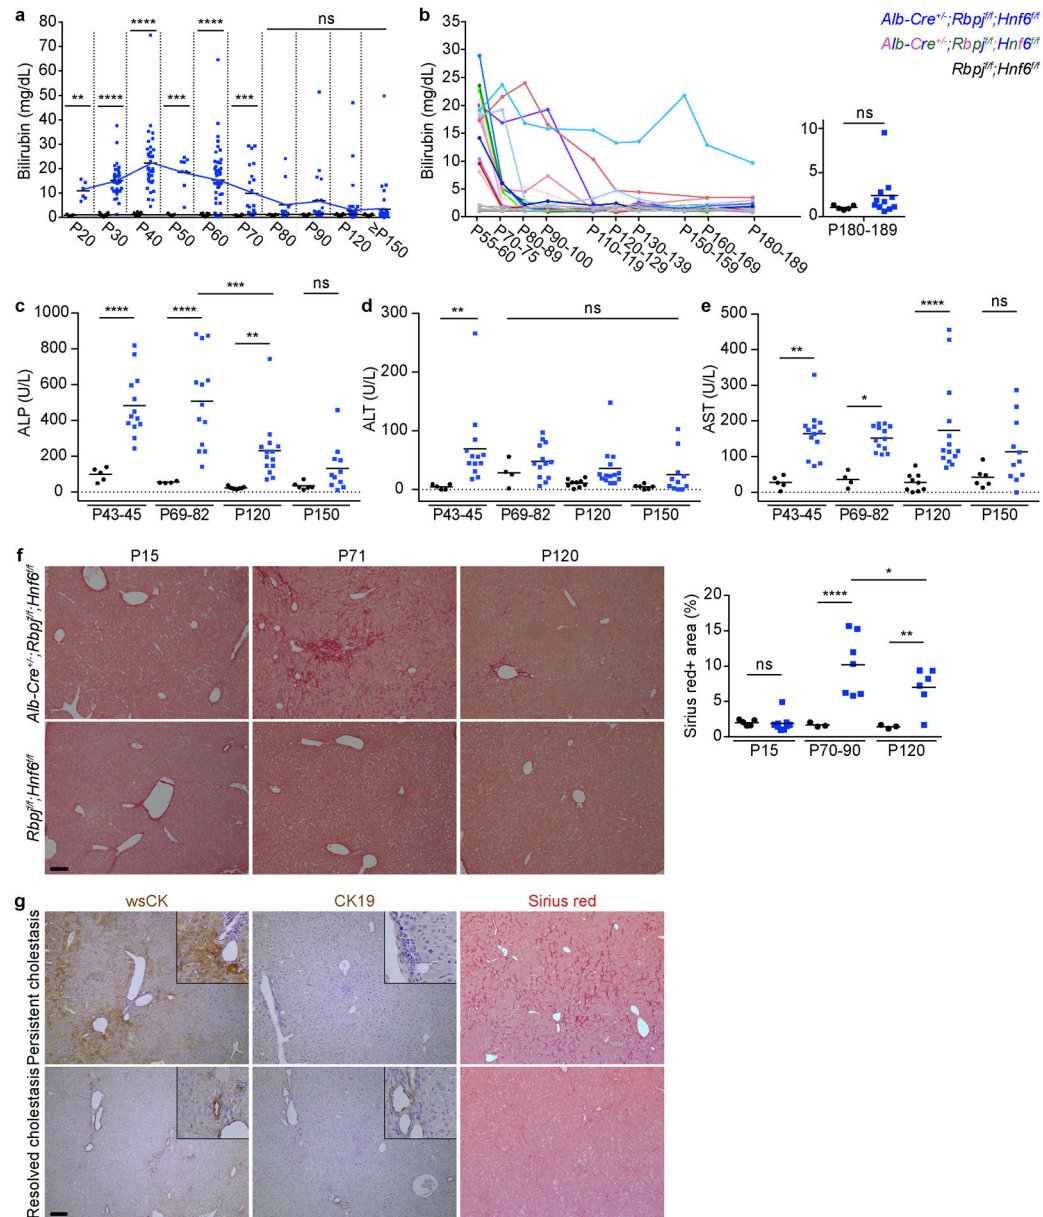 a
Bilirubin (mg/dL)
80
70
60
50
40
30
20
10
0
**
****
****
***
****
***
ns
P20
P30
P40
P50
P60
P70
P80
P90
P120
≥P150
b
Bilirubin (mg/dL)
35
30
25
20
15
10
5
0
P55-60
P70-75
P80-89
P90-100
P110-119
P120-129
P130-139
P150-159
P160-169
P180-189
Alb-Cre+/-;Rbpjf/f;Hnf6f/f
Alb-Cre+/-;Rbpjf/f;Hnf6f/f
Rbpjf/f;Hnf6f/f
ns
10
5
0
P180-189
c
ALP (U/L)
1000
800
600
400
200
0
****
****
***
**
ns
P43-45
P69-82
P120
P150
d
ALT (U/L)
300
200
100
0
**
ns
P43-45
P69-82
P120
P150
e
AST (U/L)
500
400
300
200
100
0
**
*
****
ns
P43-45
P69-82
P120
P150
f
P15
P71
P120
Alb-Cre+/-;Rbpjf/f;Hnf6f/f
Rbpjf/f;Hnf6f/f
Sirius red+ area (%)
20
15
10
5
0
ns
****
*
**
P15
P70-90
P120
g
wsCK
CK19
Sirius red
Persistent cholestasis
Resolved cholestasis